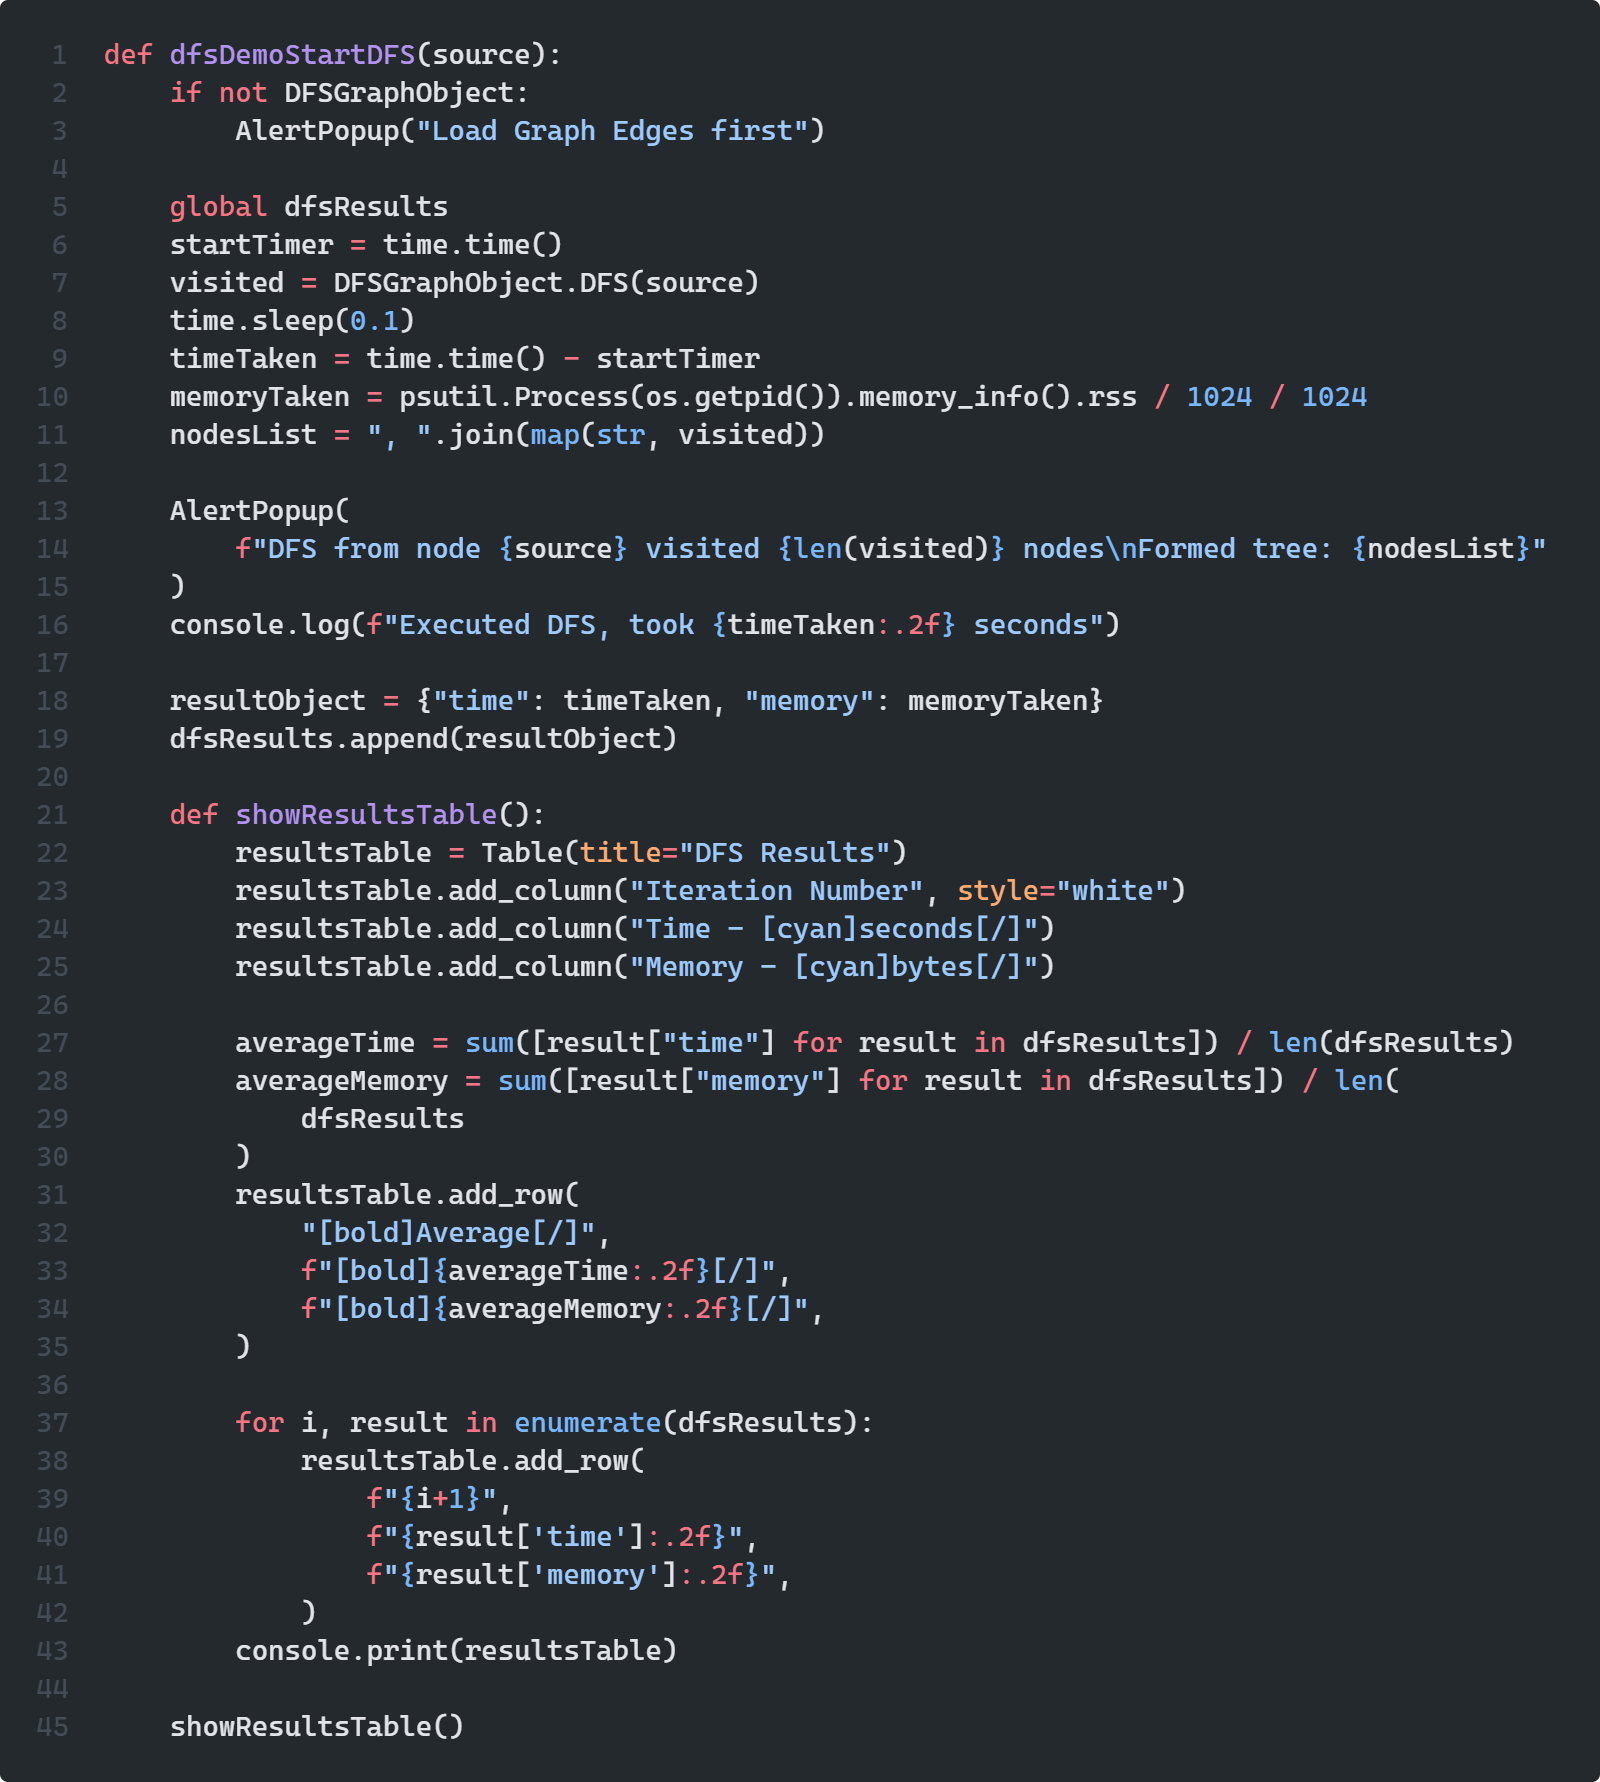 1 def dfsDemoStartDFS(source):
2     if not DFSGraphObject:
3         AlertPopup("Load Graph Edges first")
4
5     global dfsResults
6     startTimer = time.time()
7     visited = DFSGraphObject.DFS(source)
8     time.sleep(0.1)
9     timeTaken = time.time() - startTimer
10     memoryTaken = psutil.Process(os.getpid()).memory_info().rss / 1024 / 1024
11     nodesList = ", ".join(map(str, visited))
12
13     AlertPopup(
14         f"DFS from node {source} visited {len(visited)} nodes\nFormed tree: {nodesList}"
15     )
16     console.log(f"Executed DFS, took {timeTaken:.2f} seconds")
17
18     resultObject = {"time": timeTaken, "memory": memoryTaken}
19     dfsResults.append(resultObject)
20
21     def showResultsTable():
22         resultsTable = Table(title="DFS Results")
23         resultsTable.add_column("Iteration Number", style="white")
24         resultsTable.add_column("Time - [cyan]seconds[/]")
25         resultsTable.add_column("Memory - [cyan]bytes[/]")
26
27         averageTime = sum([result["time"] for result in dfsResults]) / len(dfsResults)
28         averageMemory = sum([result["memory"] for result in dfsResults]) / len(
29             dfsResults
30         )
31         resultsTable.add_row(
32             "[bold]Average[/]",
33             f"[bold]{averageTime:.2f}[/]",
34             f"[bold]{averageMemory:.2f}[/]",
35         )
36
37         for i, result in enumerate(dfsResults):
38             resultsTable.add_row(
39                 f"{i+1}",
40                 f"{result['time']:.2f}",
41                 f"{result['memory']:.2f}",
42             )
43         console.print(resultsTable)
44
45     showResultsTable()